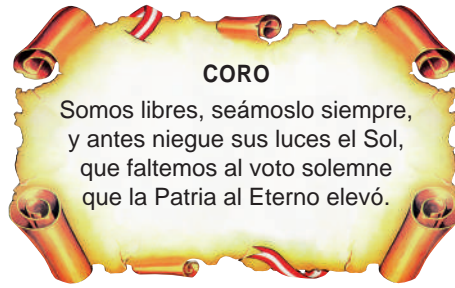 CORO
Somos libres, seámoslo siempre,
y antes niegue sus luces el Sol,
que faltemos al voto solemne
que la Patria al Eterno elevó.